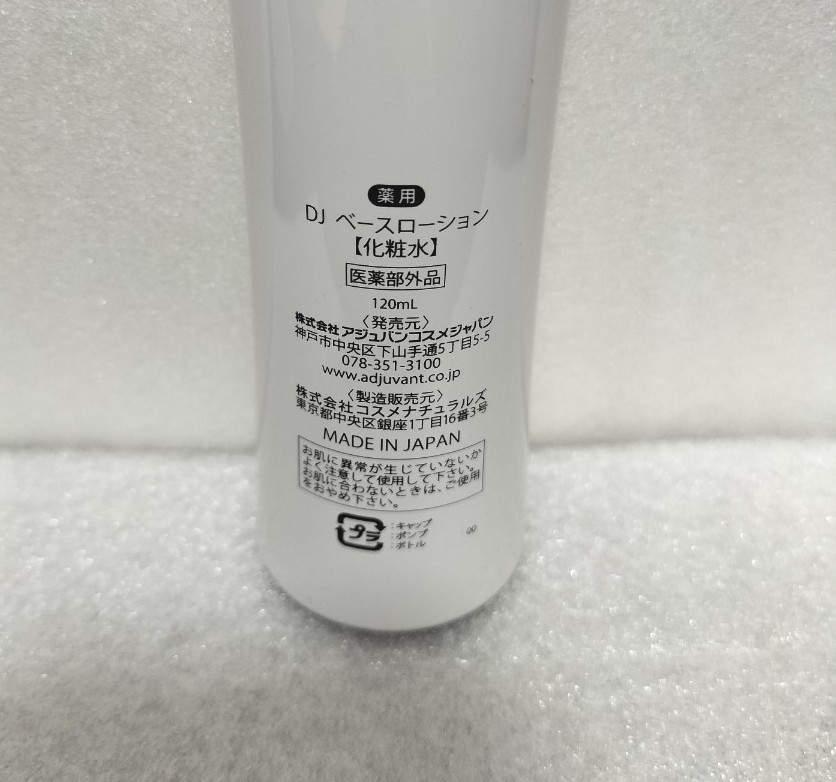 薬用
DJ ベースローション
【化粧水】
医薬部外品
120mL
〈発売元〉
株式会社 アジュバンコスメジャパン
神戸市中央区下山手通5丁目5-5
078-351-3100
www.adjuvant.co.jp
〈製造販売元〉
株式会社コスメナチュラルズ
東京都中央区銀座1丁目16番3号
MADE IN JAPAN
お肌に異常が生じていないか
よく注意して使用して下さい。
お肌に合わないときは、ご使用
をおやめ下さい。
プラ
:キャップ
:ポンプ
:ボトル